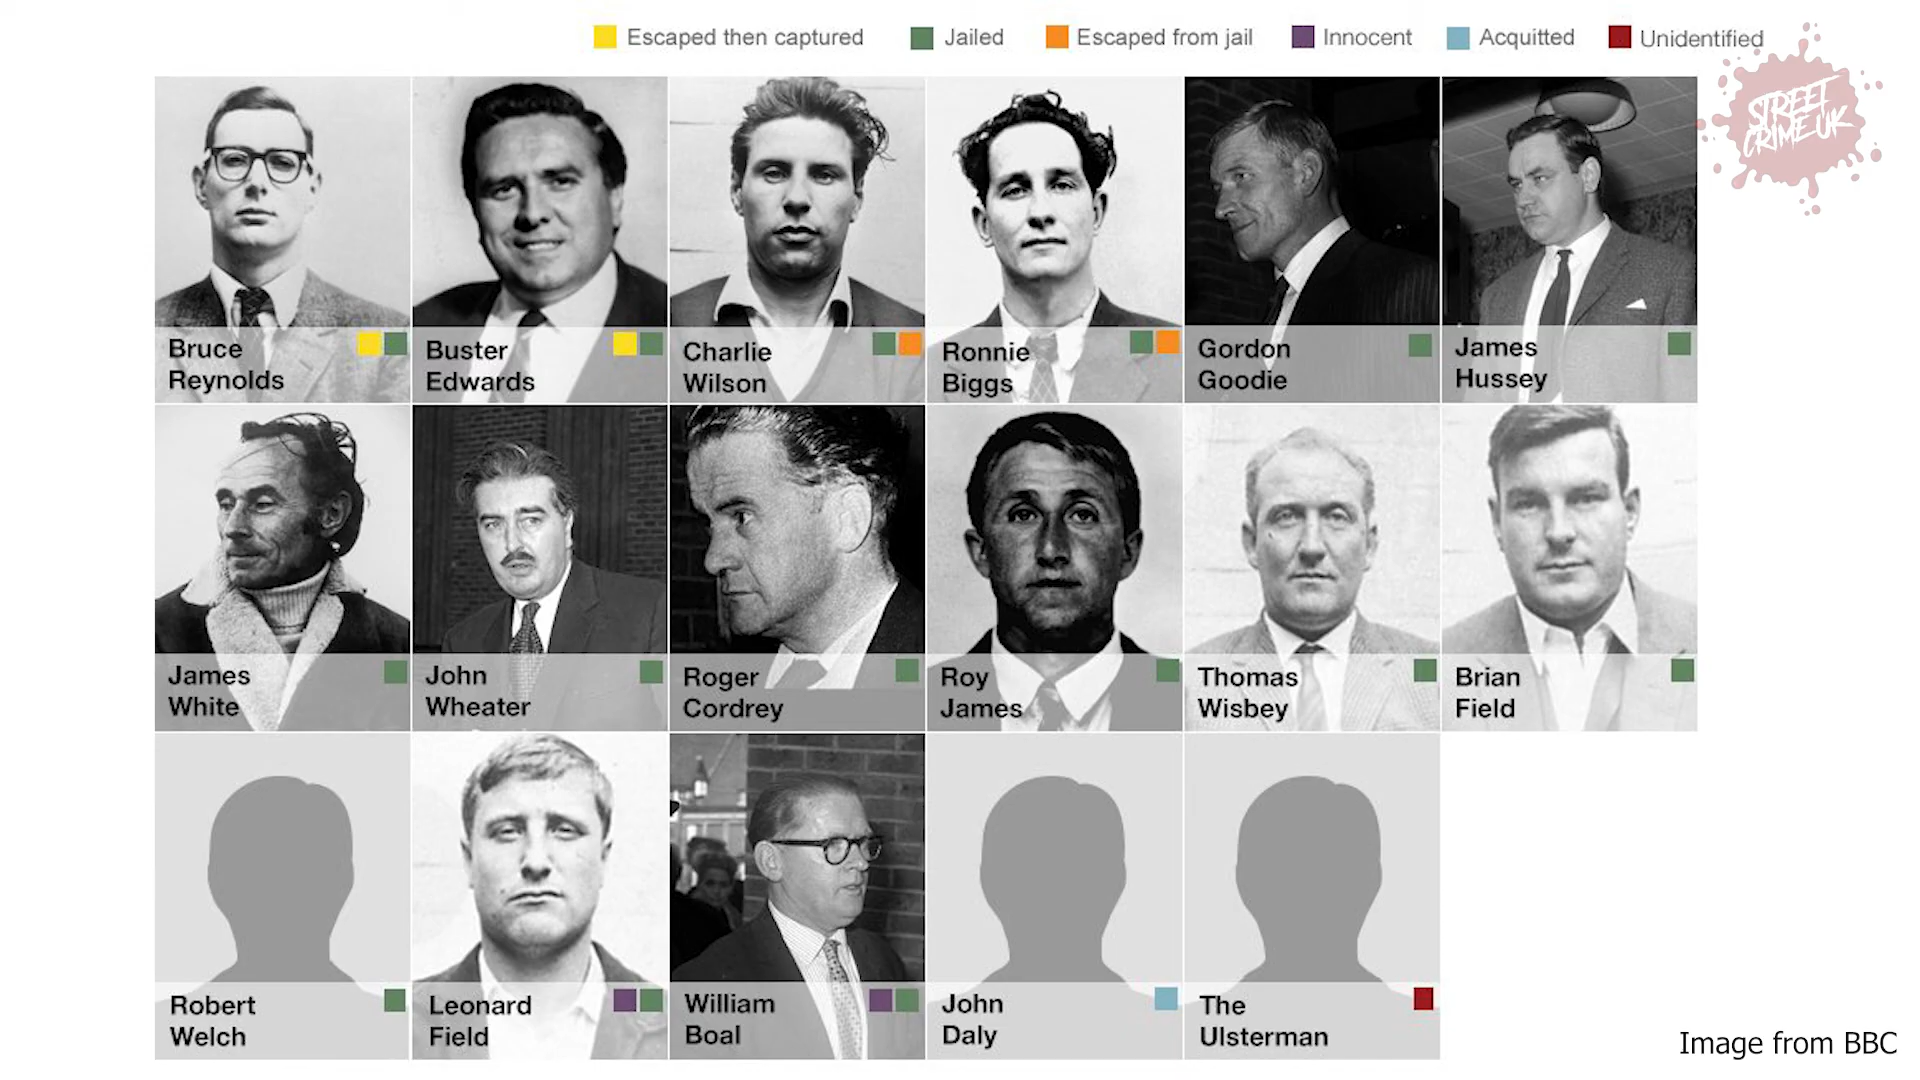 Escaped then captured
Jailed
Escaped from jail
Innocent
Acquitted
Unidentified
STREET
CRIME UK
Bruce
Reynolds
Buster
Edwards
Charlie
Wilson
Ronnie
Biggs
Gordon
Goodie
James
Hussey
James
White
John
Wheater
Roger
Cordrey
Roy
James
Thomas
Wisbey
Brian
Field
Robert
Welch
Leonard
Field
William
Boal
John
Daly
The
Ulsterman
Image from BBC